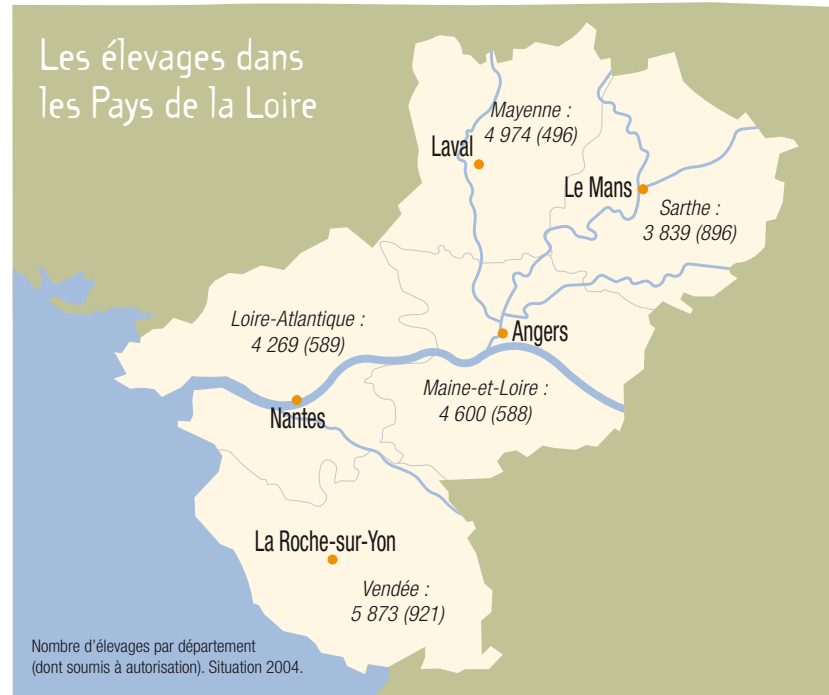 Les élevages dans
les Pays de la Loire
Mayenne :
4 974 (496)
Laval
Le Mans
Sarthe :
3 839 (896)
Loire-Atlantique :
4 269 (589)
Angers
Maine-et-Loire :
4 600 (588)
Nantes
La Roche-sur-Yon
Vendée :
5 873 (921)
Nombre d'élevages par département
(dont soumis à autorisation). Situation 2004.